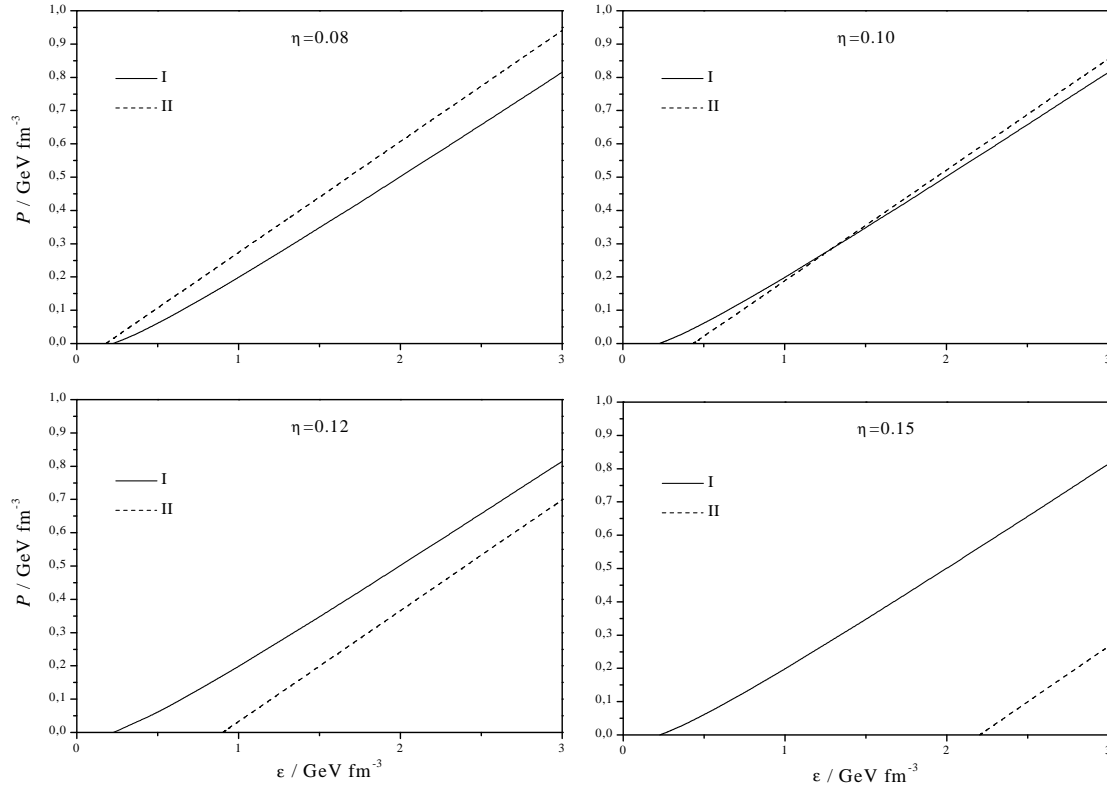 η=0.08
I
II
P / GeV fm-3
1,0
0,9
0,8
0,7
0,6
0,5
0,4
0,3
0,2
0,1
0,0
0 1 2 3
η=0.10
I
II
1,0
0,9
0,8
0,7
0,6
0,5
0,4
0,3
0,2
0,1
0,0
0 1 2 3
η=0.12
I
II
P / GeV fm-3
1,0
0,9
0,8
0,7
0,6
0,5
0,4
0,3
0,2
0,1
0,0
0 1 2 3
ε / GeV fm-3
η=0.15
I
II
1,0
0,9
0,8
0,7
0,6
0,5
0,4
0,3
0,2
0,1
0,0
0 1 2 3
ε / GeV fm-3